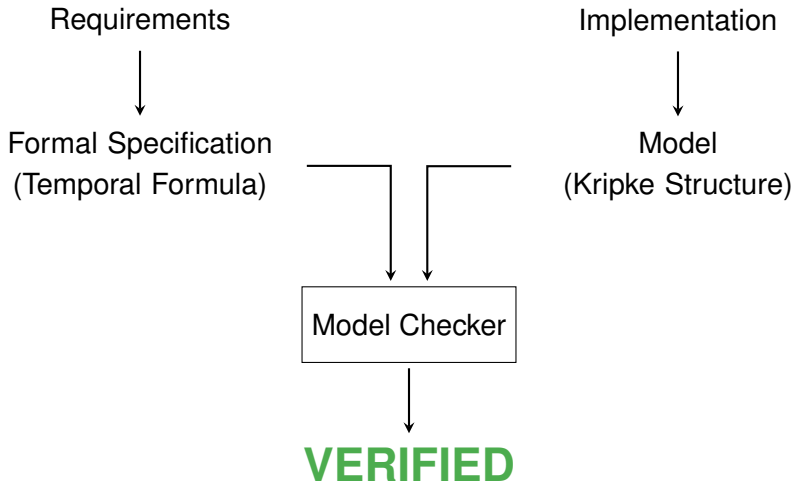 Requirements
Implementation
Formal Specification
(Temporal Formula)
Model
(Kripke Structure)
Model Checker
VERIFIED